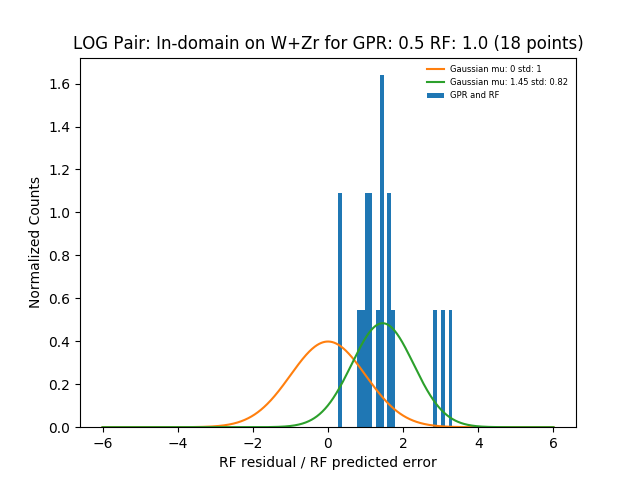 LOG Pair: In-domain on W+Zr for GPR: 0.5 RF: 1.0 (18 points)
Gaussian mu: 0 std: 1
Gaussian mu: 1.45 std: 0.82
GPR and RF
Normalized Counts
1.6
1.4
1.2
1.0
0.8
0.6
0.4
0.2
0.0
−6 −4 −2 0 2 4 6
RF residual / RF predicted error